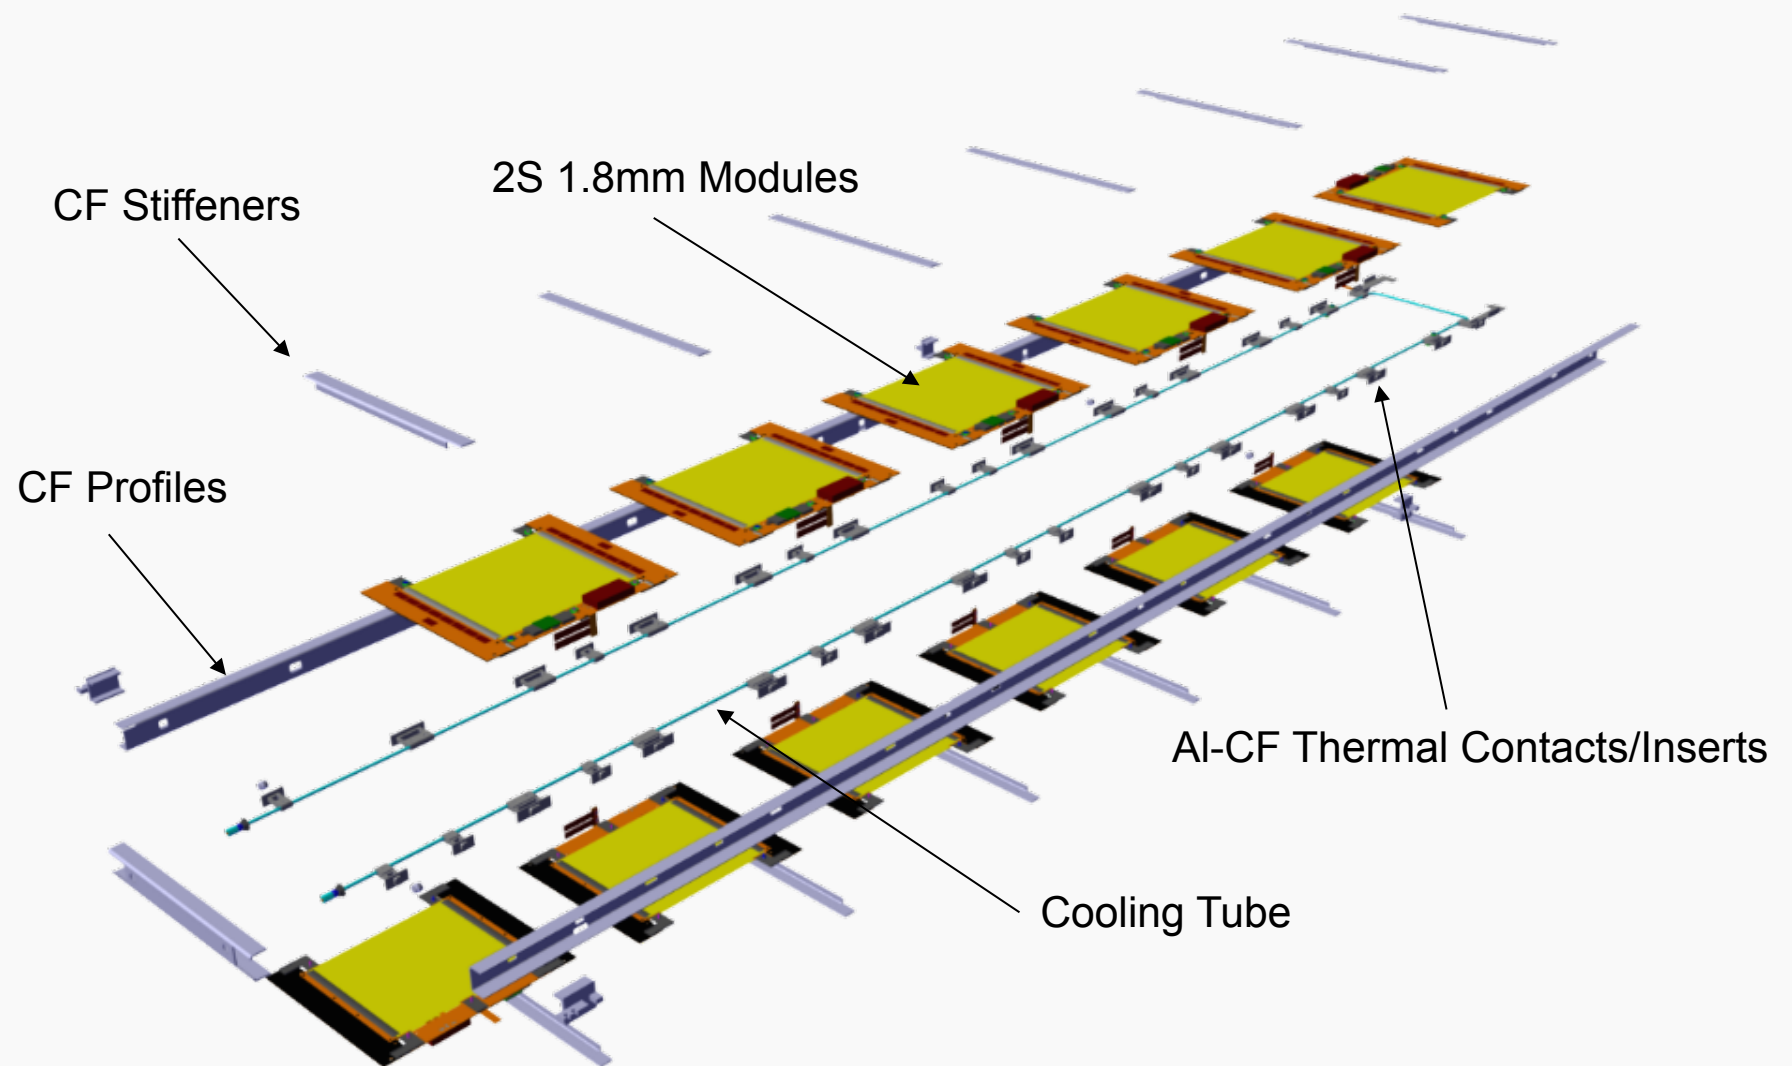 2S 1.8mm Modules
CF Stiffeners
CF Profiles
Al-CF Thermal Contacts/Inserts
Cooling Tube